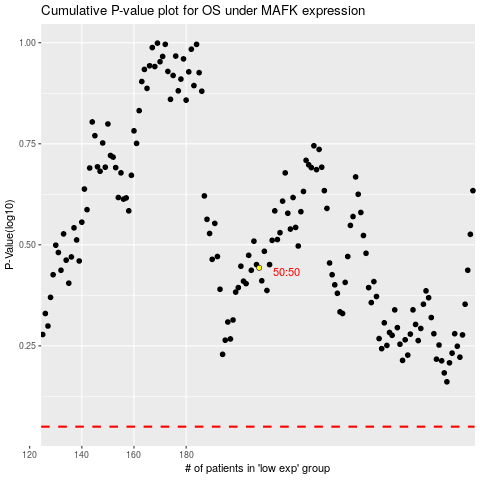 Cumulative P-value plot for OS under MAFK expression
P-Value(log10)
1.00
0.75
0.50
0.25
50:50
120 140 160 180
# of patients in 'low exp' group